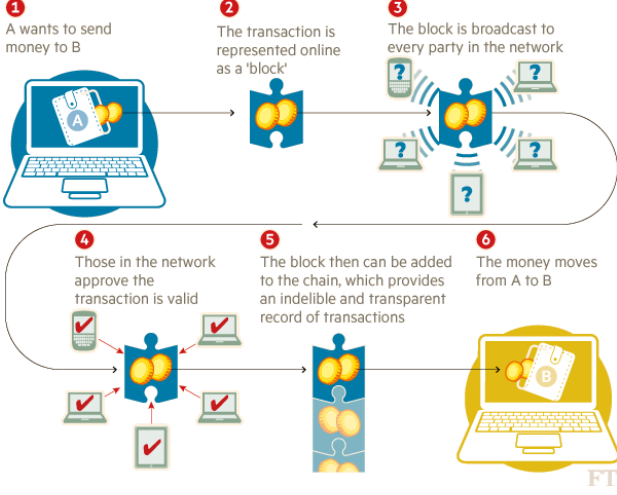 1
A wants to send
money to B
2
The transaction is
represented online
as a 'block'
3
The block is broadcast to
every party in the network
A
?
?
?
?
?
4
Those in the network
approve the
transaction is valid
5
The block then can be added
to the chain, which provides
an indelible and transparent
record of transactions
6
The money moves
from A to B
B
FT